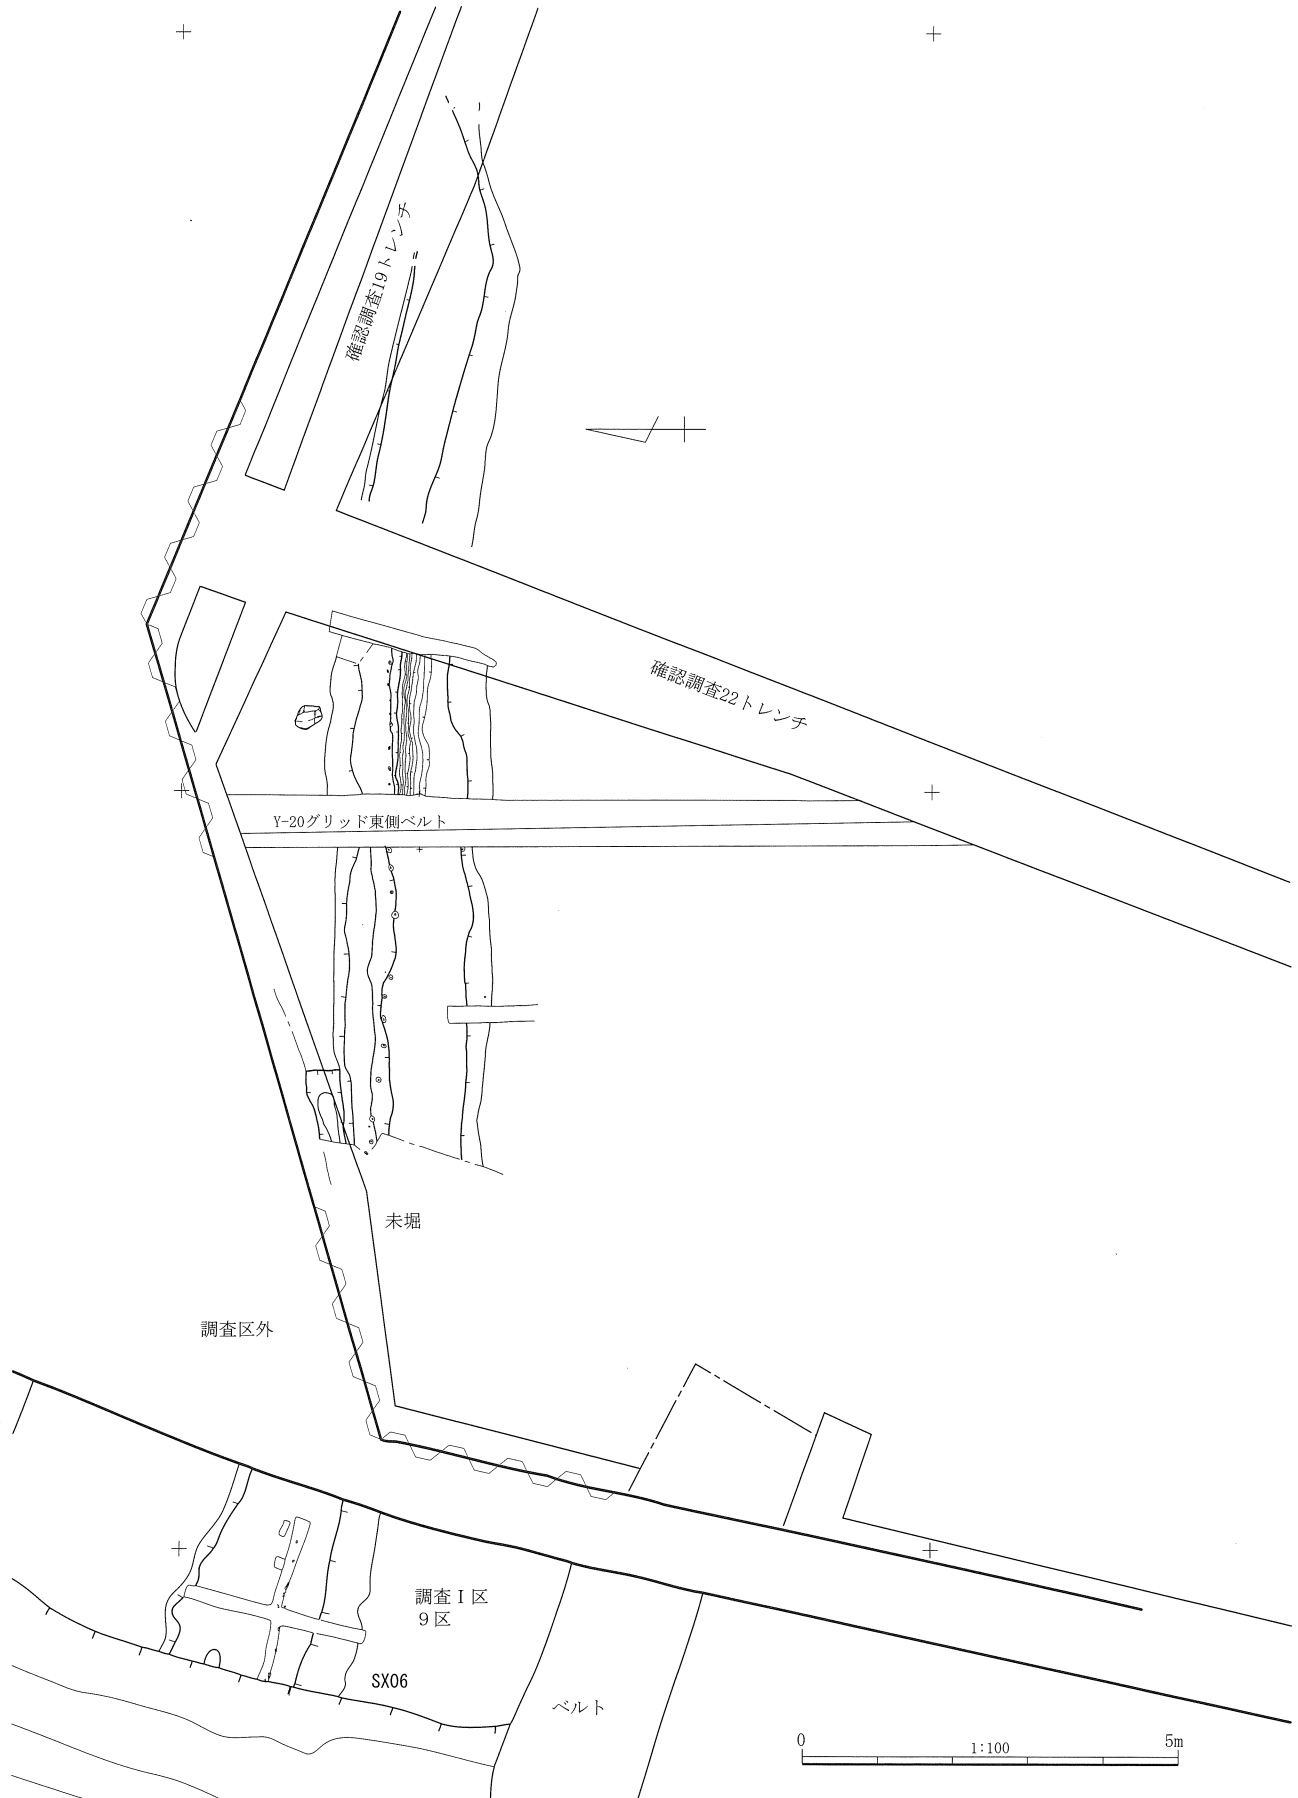 確認調査19トレンチ
確認調査22トレンチ
Y-20グリッド東側ベルト
未堀
調査区外
調査Ⅰ区
9区
SX06
ベルト
0
1:100
5m